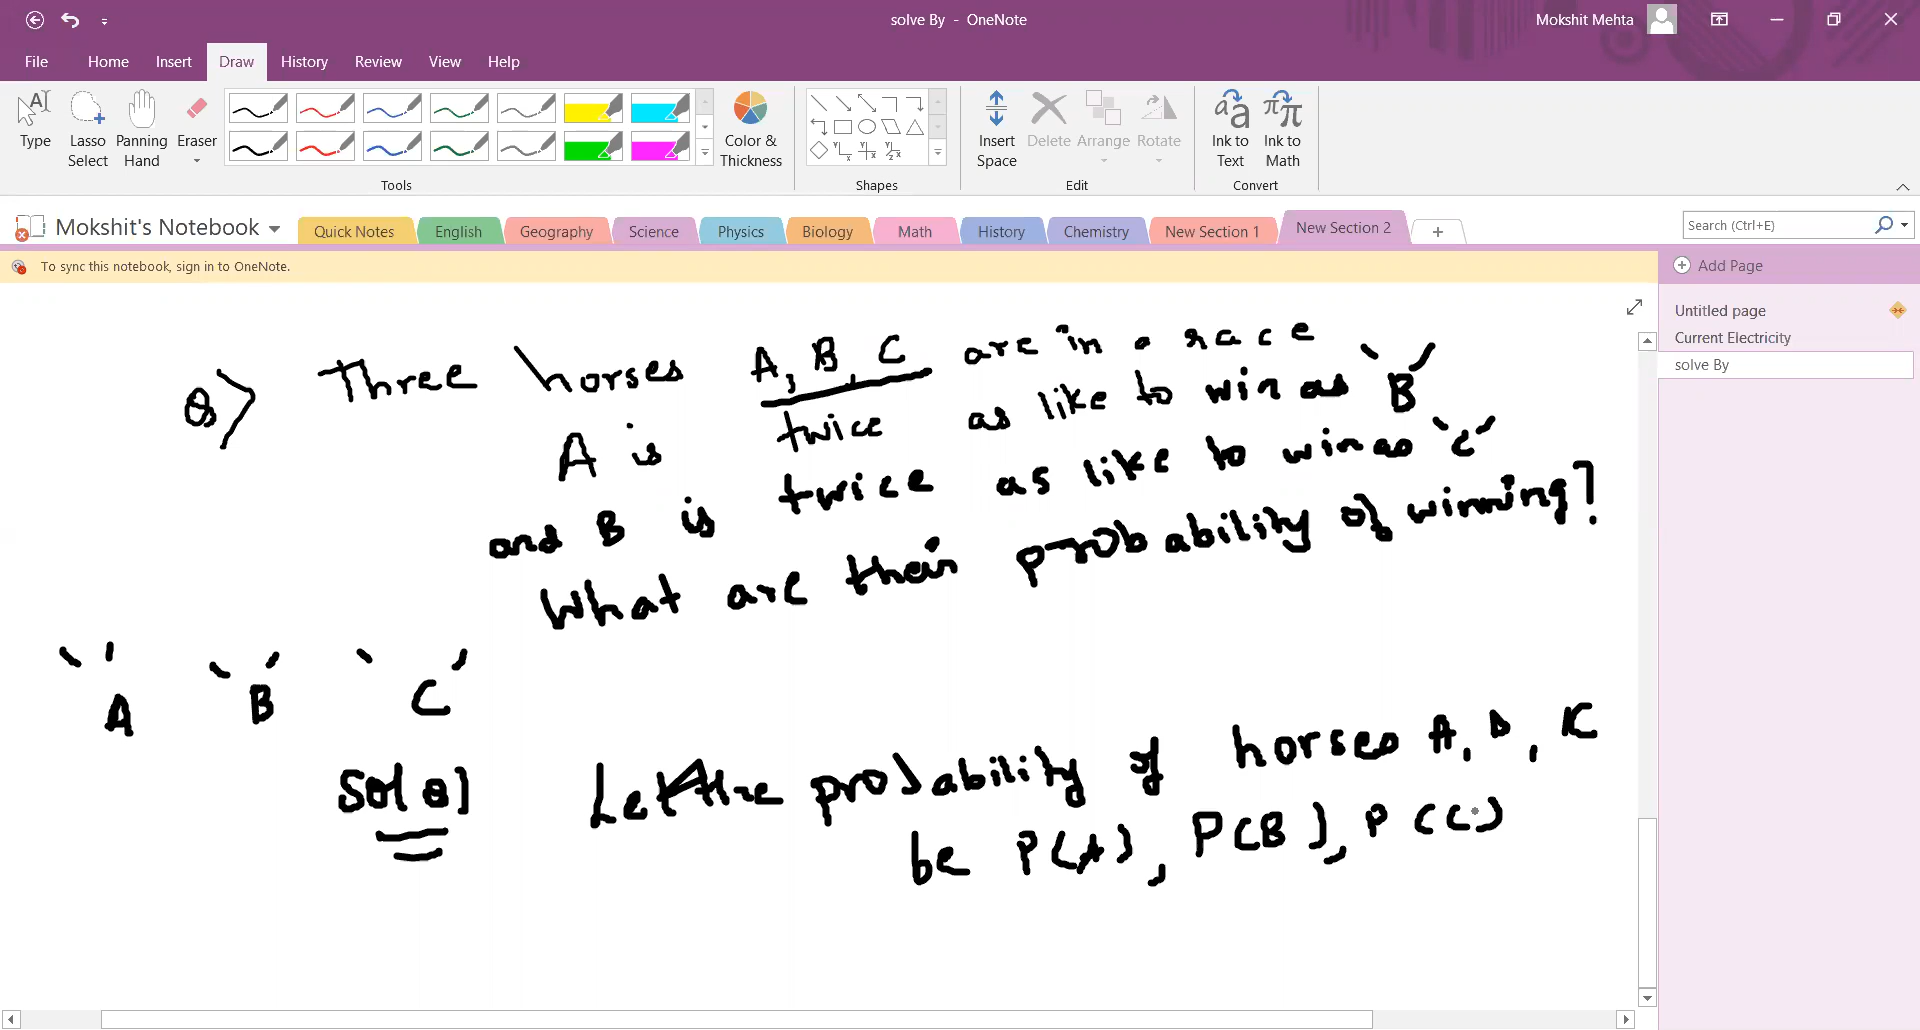 solve By - OneNote
Mokshit Mehta
File Home Insert Draw History Review View Help
Type
Lasso Select
Panning Hand
Eraser
Color & Thickness
Insert Space
Delete Arrange Rotate
Ink to Text
Ink to Math
Tools Shapes Edit Convert
Mokshit's Notebook
Quick Notes English Geography Science Physics Biology Math History Chemistry New Section 1 New Section 2
Search (Ctrl+E)
To sync this notebook, sign in to OneNote.
Add Page
Untitled page
Current Electricity
solve By
Q) Three horses A, B, C are in a race
A is twice as like to win as 'B'
and B is twice as like to win as 'C'
What are their probability of winning?
'A' 'B' 'C'
Let the probability of horses A,
be P(A), P(B), P(C)